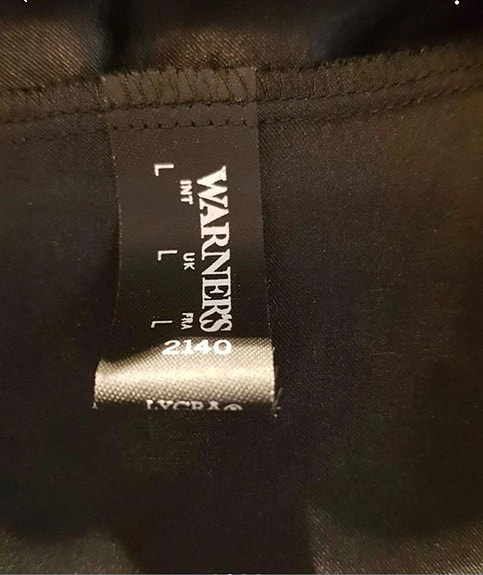 WARNER'S
INT UK FRA
L L L
2140
LYCRA®